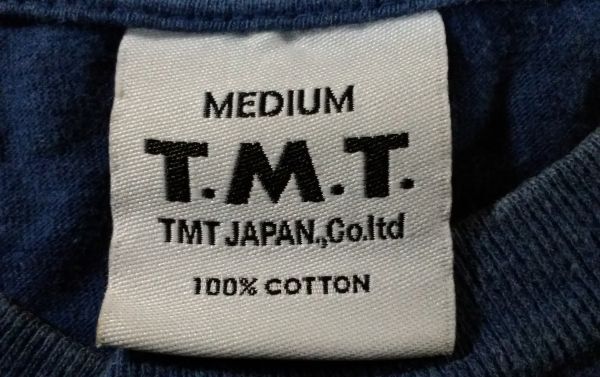 MEDIUM
T.M.T.
TMT JAPAN.,Co.ltd
100% COTTON